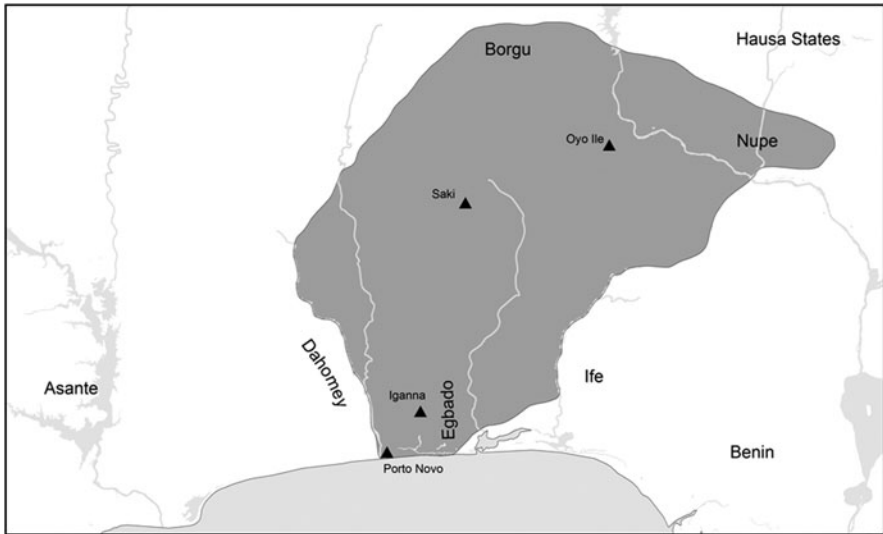 Hausa States
Borgu
Nupe
Oyo Ile
Saki
Dahomey
Asante
Iganna
Egbado
Ife
Benin
Porto Novo